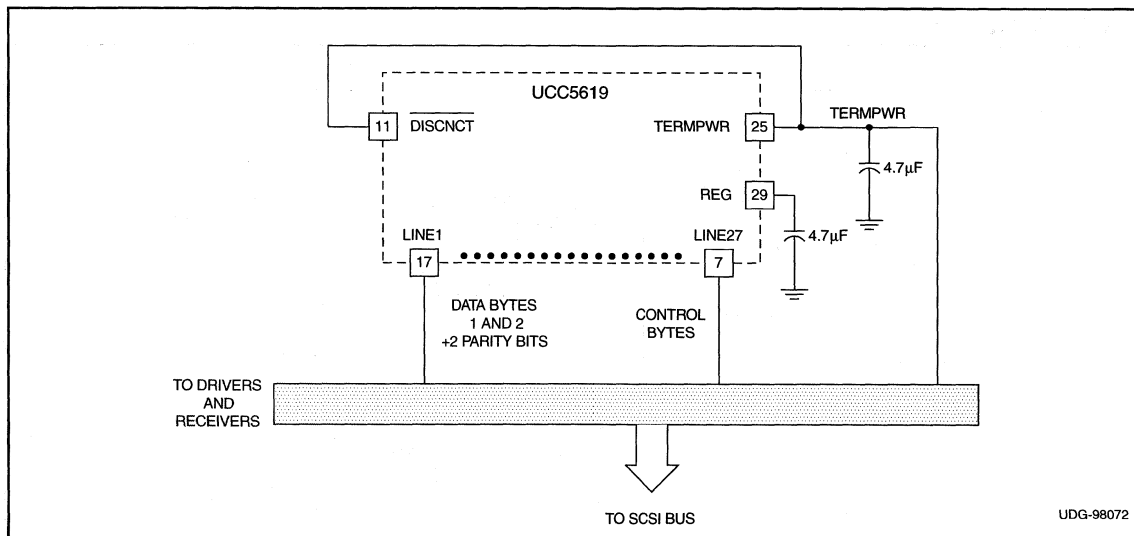 UCC5619
11
DISCNCT
TERMPWR
25
TERMPWR
4.7µF
REG
29
4.7µF
LINE1
LINE27
17
7
DATA BYTES
1 AND 2
+2 PARITY BITS
CONTROL
BYTES
TO DRIVERS
AND
RECEIVERS
TO SCSI BUS
UDG-98072